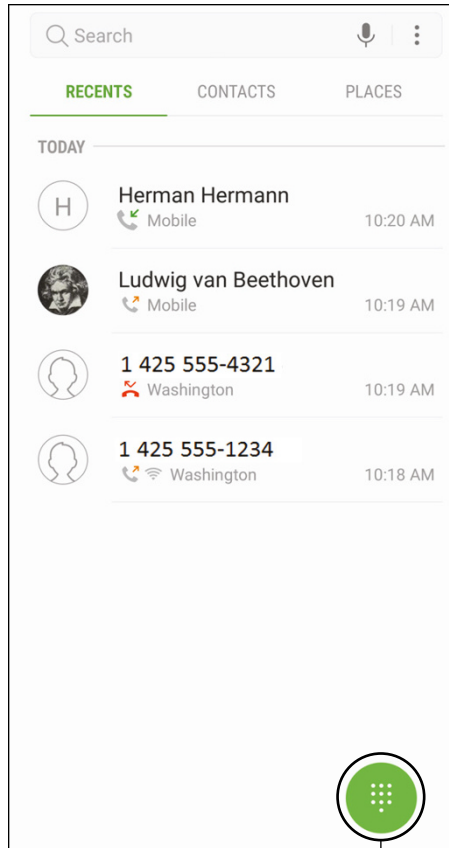 Search
RECENTS CONTACTS PLACES
TODAY
H
Herman Hermann
Mobile 10:20 AM
Ludwig van Beethoven
Mobile 10:19 AM
1 425 555-4321
Washington 10:19 AM
1 425 555-1234
Washington 10:18 AM